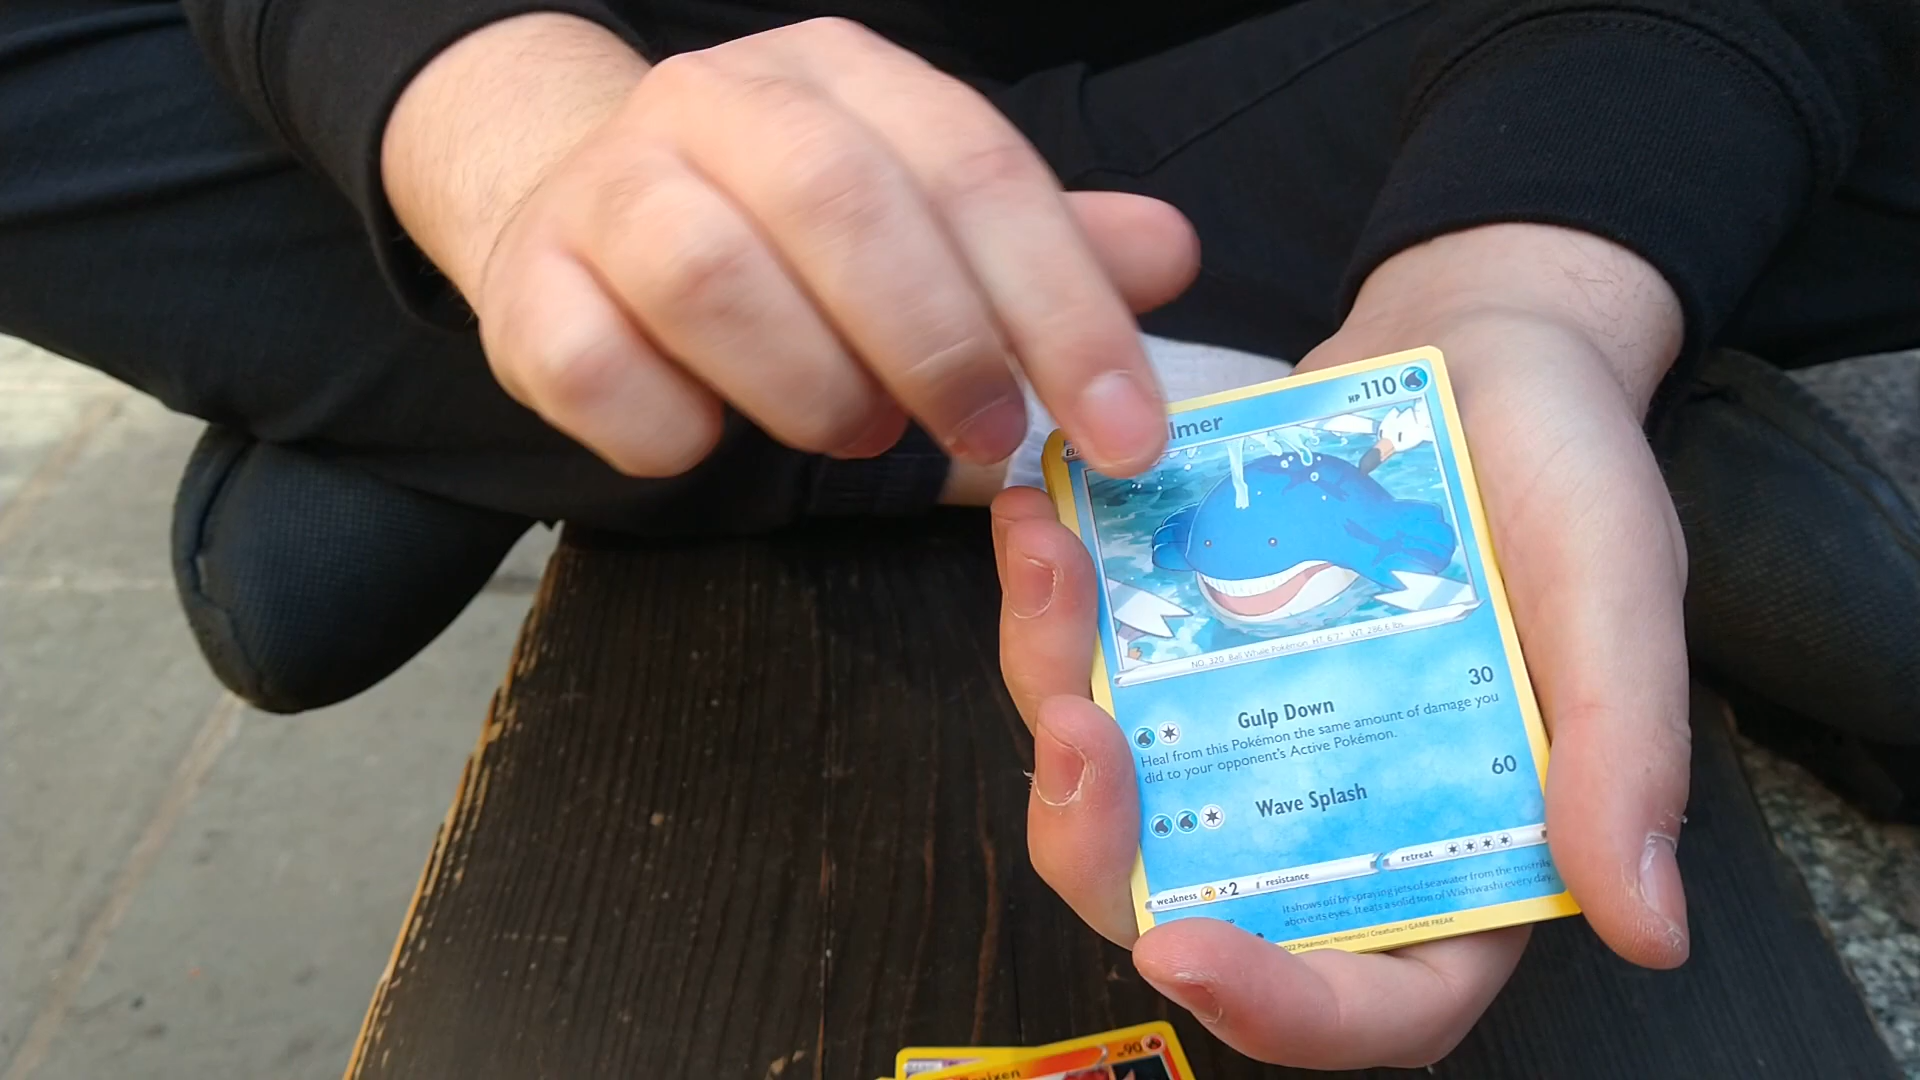 lmer HP 110
NO. 320 Ball Whale Pokémon HT: 6'7" WT: 286.6 lbs.
Gulp Down 30
Heal from this Pokémon the same amount of damage you
did to your opponent's Active Pokémon.
Wave Splash 60
weakness ×2 resistance retreat
It shows off by spraying jets of seawater from the nostrils
above its eyes. It eats a solid ton of Wishiwashi every day.
022 Pokémon / Nintendo / Creatures / GAME FREAK
90